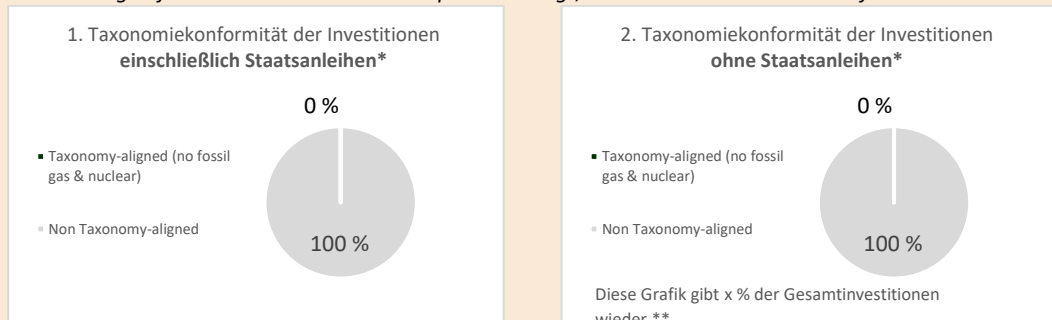 1. Taxonomiekonformität der Investitionen
einschließlich Staatsanleihen*
0 %
Taxonomy-aligned (no fossil
gas & nuclear)
Non Taxonomy-aligned
100 %
2. Taxonomiekonformität der Investitionen
ohne Staatsanleihen*
0 %
Taxonomy-aligned (no fossil
gas & nuclear)
Non Taxonomy-aligned
100 %
Diese Grafik gibt x % der Gesamtinvestitionen
wieder.**